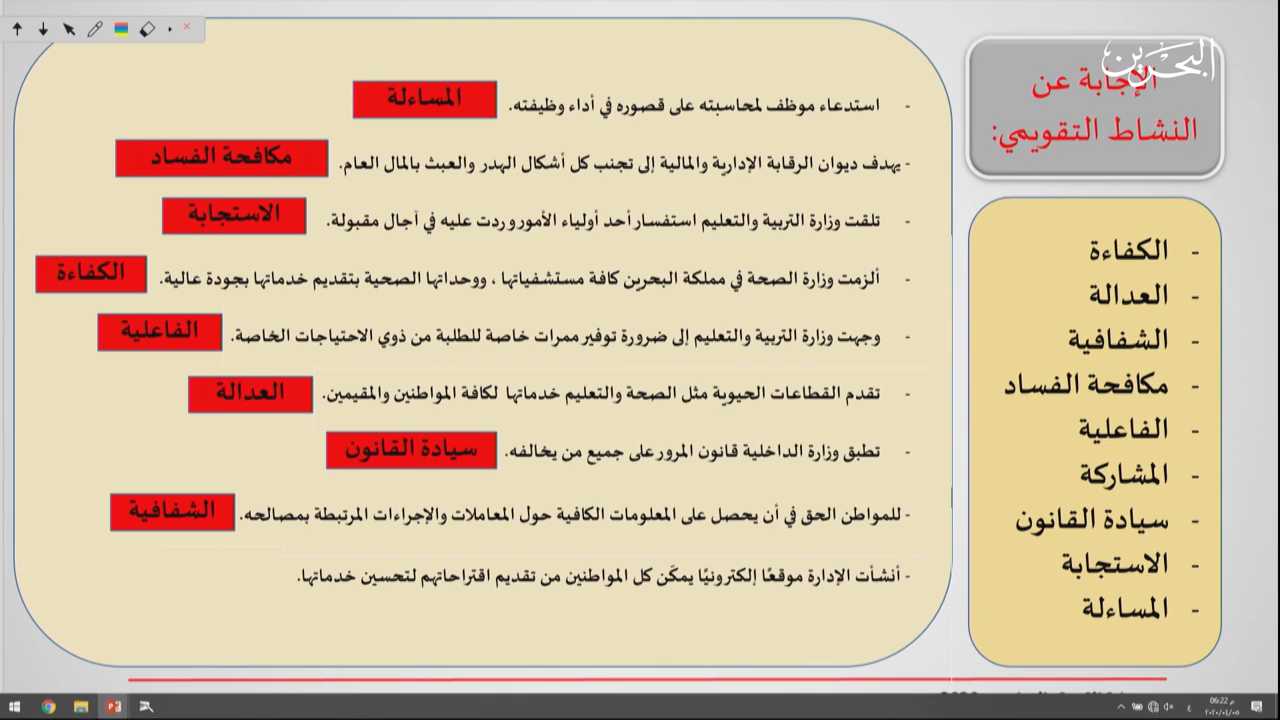 البحرين
الإجابة عن
النشاط التقويمي:
- الكفاءة
- العدالة
- الشفافية
- مكافحة الفساد
- الفاعلية
- المشاركة
- سيادة القانون
- الاستجابة
- المساءلة
- استدعاء موظف لمحاسبته على قصوره في أداء وظيفته. المساءلة
- يهدف ديوان الرقابة الإدارية والمالية إلى تجنب كل أشكال الهدر والعبث بالمال العام. مكافحة الفساد
- تلقت وزارة التربية والتعليم استفسار أحد أولياء الأمور وردت عليه في آجال مقبولة. الاستجابة
- ألزمت وزارة الصحة في مملكة البحرين كافة مستشفياتها ، ووحداتها الصحية بتقديم خدماتها بجودة عالية. الكفاءة
- وجهت وزارة التربية والتعليم إلى ضرورة توفير ممرات خاصة للطلبة من ذوي الاحتياجات الخاصة. الفاعلية
- تقدم القطاعات الحيوية مثل الصحة والتعليم خدماتها لكافة المواطنين والمقيمين. العدالة
- تطبق وزارة الداخلية قانون المرور على جميع من يخالفه. سيادة القانون
- للمواطن الحق في أن يحصل على المعلومات الكافية حول المعاملات والإجراءات المرتبطة بمصالحه. الشفافية
- أنشأت الإدارة موقعًا إلكترونيًا يمكّن كل المواطنين من تقديم اقتراحاتهم لتحسين خدماتها.
06:22 م
٢٠٢٠/٠٤/٠٥
ع